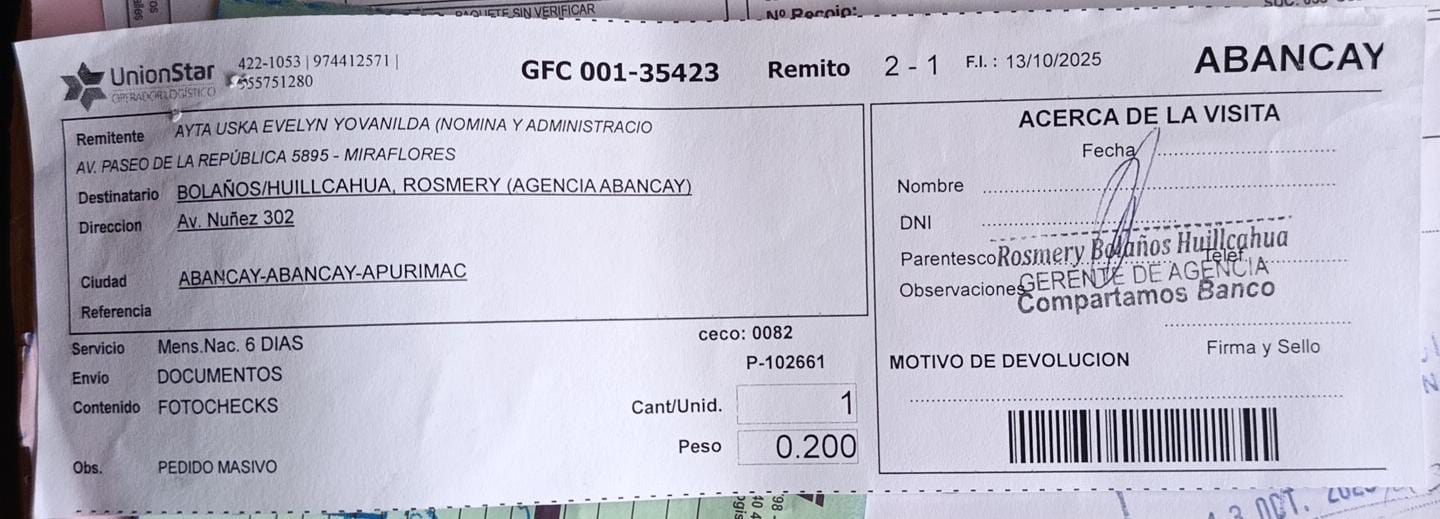 PAQUETE SIN VERIFICAR
Nº Recoip:
UnionStar
OPERADOR LOGÍSTICO
422-1053 | 974412571 |
955751280
GFC 001-35423
Remito 2 - 1
F.I. : 13/10/2025
ABANCAY
Remitente AYTA USKA EVELYN YOVANILDA (NOMINA Y ADMINISTRACIO
AV. PASEO DE LA REPÚBLICA 5895 - MIRAFLORES
Destinatario BOLAÑOS/HUILLCAHUA, ROSMERY (AGENCIA ABANCAY)
Direccion Av. Nuñez 302
Ciudad ABANCAY-ABANCAY-APURIMAC
Referencia
Servicio Mens.Nac. 6 DIAS
Envío DOCUMENTOS
Contenido FOTOCHECKS
Obs. PEDIDO MASIVO
ceco: 0082
P-102661
Cant/Unid. 1
Peso 0.200
ACERCA DE LA VISITA
Fecha
Nombre
DNI
Parentesco
Telef.
Observaciones
Rosmery Bolaños Huillcahua
GERENTE DE AGENCIA
Compartamos Banco
Firma y Sello
MOTIVO DE DEVOLUCION
OCT.